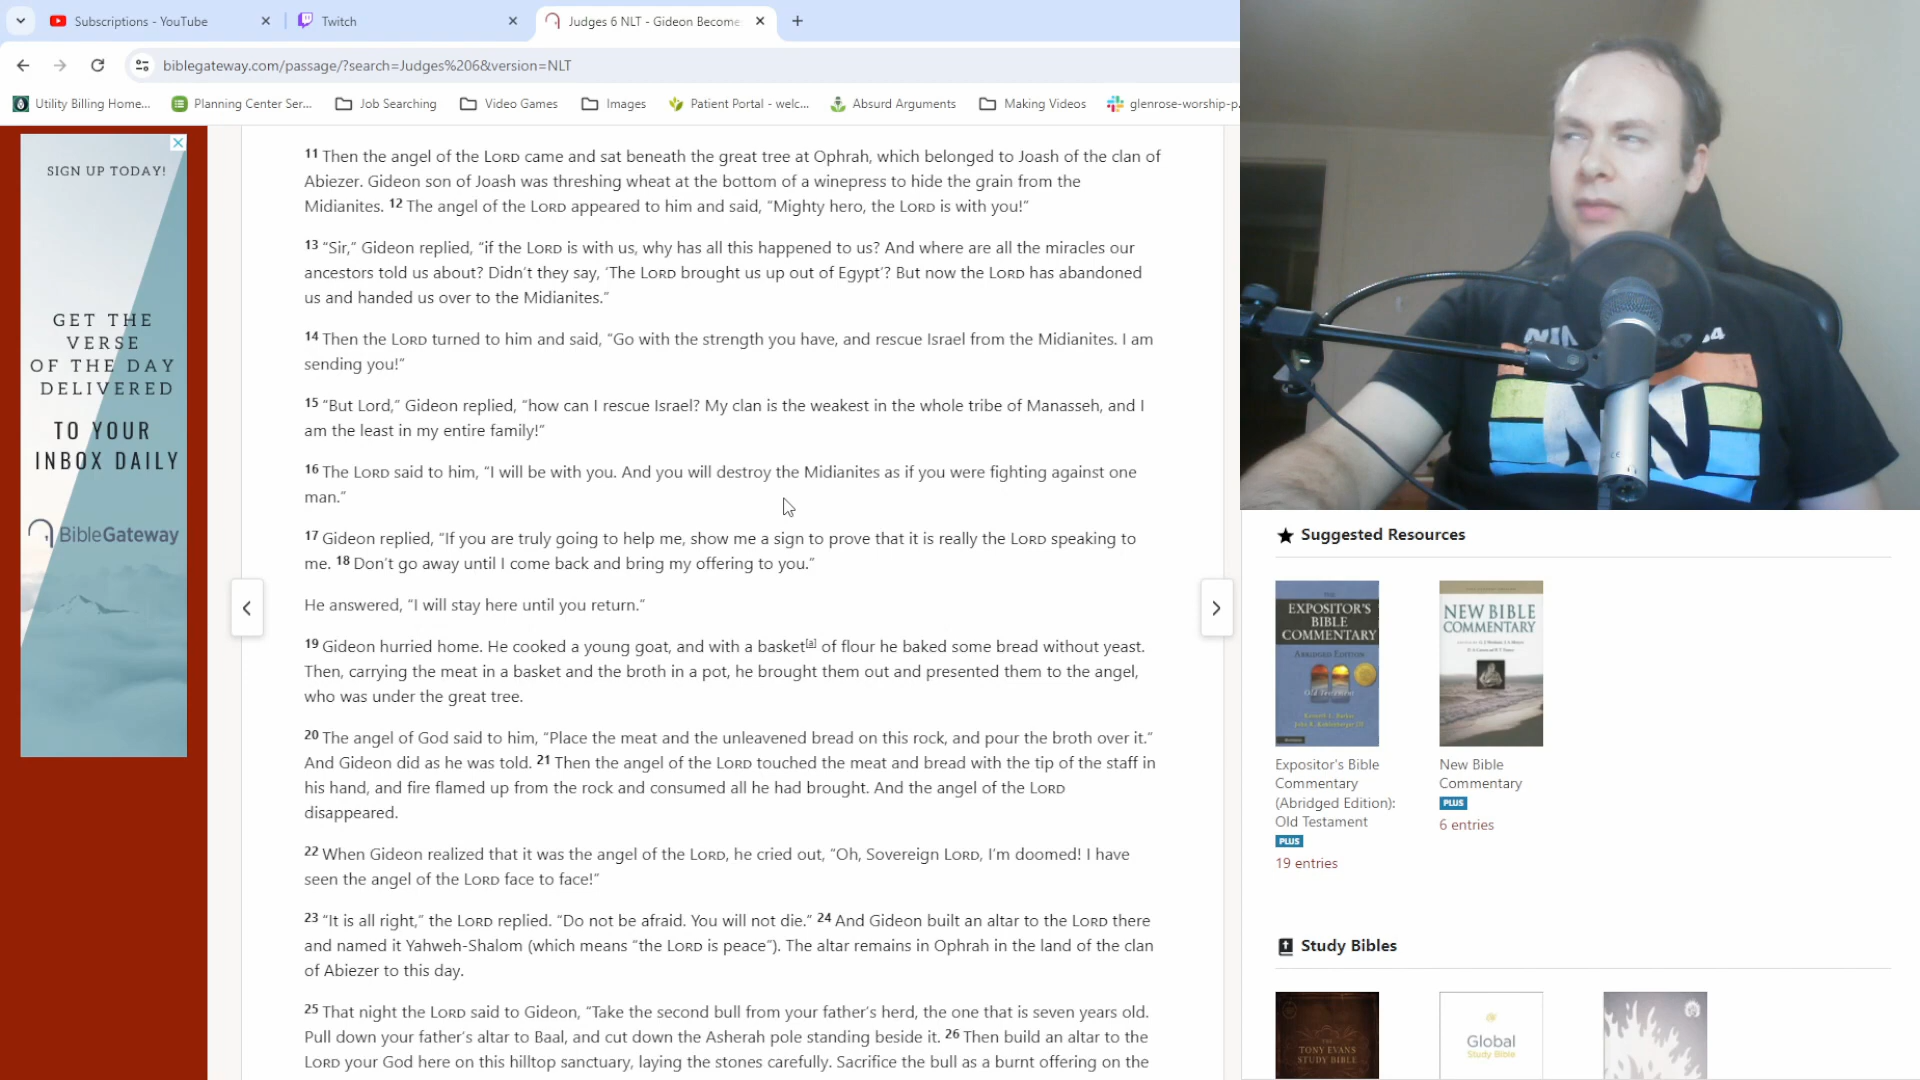 Subscriptions - YouTube
Twitch
Judges 6 NLT - Gideon Become
biblegateway.com/passage/?search=Judges%206&version=NLT
Utility Billing Home...
Planning Center Ser...
Job Searching
Video Games
Images
Patient Portal - welc...
Absurd Arguments
Making Videos
glenrose-worship-p
SIGN UP TODAY!
GET THE
VERSE
OF THE DAY
DELIVERED
TO YOUR
INBOX DAILY
BibleGateway
11 Then the angel of the LORD came and sat beneath the great tree at Ophrah, which belonged to Joash of the clan of
Abiezer. Gideon son of Joash was threshing wheat at the bottom of a winepress to hide the grain from the
Midianites. 12 The angel of the LORD appeared to him and said, “Mighty hero, the LORD is with you!”
13 “Sir,” Gideon replied, “if the LORD is with us, why has all this happened to us? And where are all the miracles our
ancestors told us about? Didn’t they say, ‘The LORD brought us up out of Egypt’? But now the LORD has abandoned
us and handed us over to the Midianites.”
14 Then the LORD turned to him and said, “Go with the strength you have, and rescue Israel from the Midianites. I am
sending you!”
15 “But Lord,” Gideon replied, “how can I rescue Israel? My clan is the weakest in the whole tribe of Manasseh, and I
am the least in my entire family!”
16 The LORD said to him, “I will be with you. And you will destroy the Midianites as if you were fighting against one
man.”
17 Gideon replied, “If you are truly going to help me, show me a sign to prove that it is really the LORD speaking to
me. 18 Don’t go away until I come back and bring my offering to you.”
He answered, “I will stay here until you return.”
19 Gideon hurried home. He cooked a young goat, and with a basket[a] of flour he baked some bread without yeast.
Then, carrying the meat in a basket and the broth in a pot, he brought them out and presented them to the angel,
who was under the great tree.
20 The angel of God said to him, “Place the meat and the unleavened bread on this rock, and pour the broth over it.”
And Gideon did as he was told. 21 Then the angel of the LORD touched the meat and bread with the tip of the staff in
his hand, and fire flamed up from the rock and consumed all he had brought. And the angel of the LORD
disappeared.
22 When Gideon realized that it was the angel of the LORD, he cried out, “Oh, Sovereign LORD, I’m doomed! I have
seen the angel of the LORD face to face!”
23 “It is all right,” the LORD replied. “Do not be afraid. You will not die.” 24 And Gideon built an altar to the LORD there
and named it Yahweh-Shalom (which means “the LORD is peace”). The altar remains in Ophrah in the land of the clan
of Abiezer to this day.
25 That night the LORD said to Gideon, “Take the second bull from your father’s herd, the one that is seven years old.
Pull down your father’s altar to Baal, and cut down the Asherah pole standing beside it. 26 Then build an altar to the
LORD your God here on this hilltop sanctuary, laying the stones carefully. Sacrifice the bull as a burnt offering on the
Suggested Resources
THE
EXPOSITOR'S
BIBLE
COMMENTARY
ABRIDGED EDITION
Old Testament
NEW BIBLE
COMMENTARY
Expositor's Bible
Commentary
(Abridged Edition):
Old Testament
PLUS
19 entries
New Bible
Commentary
PLUS
6 entries
Study Bibles
TONY EVANS
STUDY BIBLE
Global
Study Bible